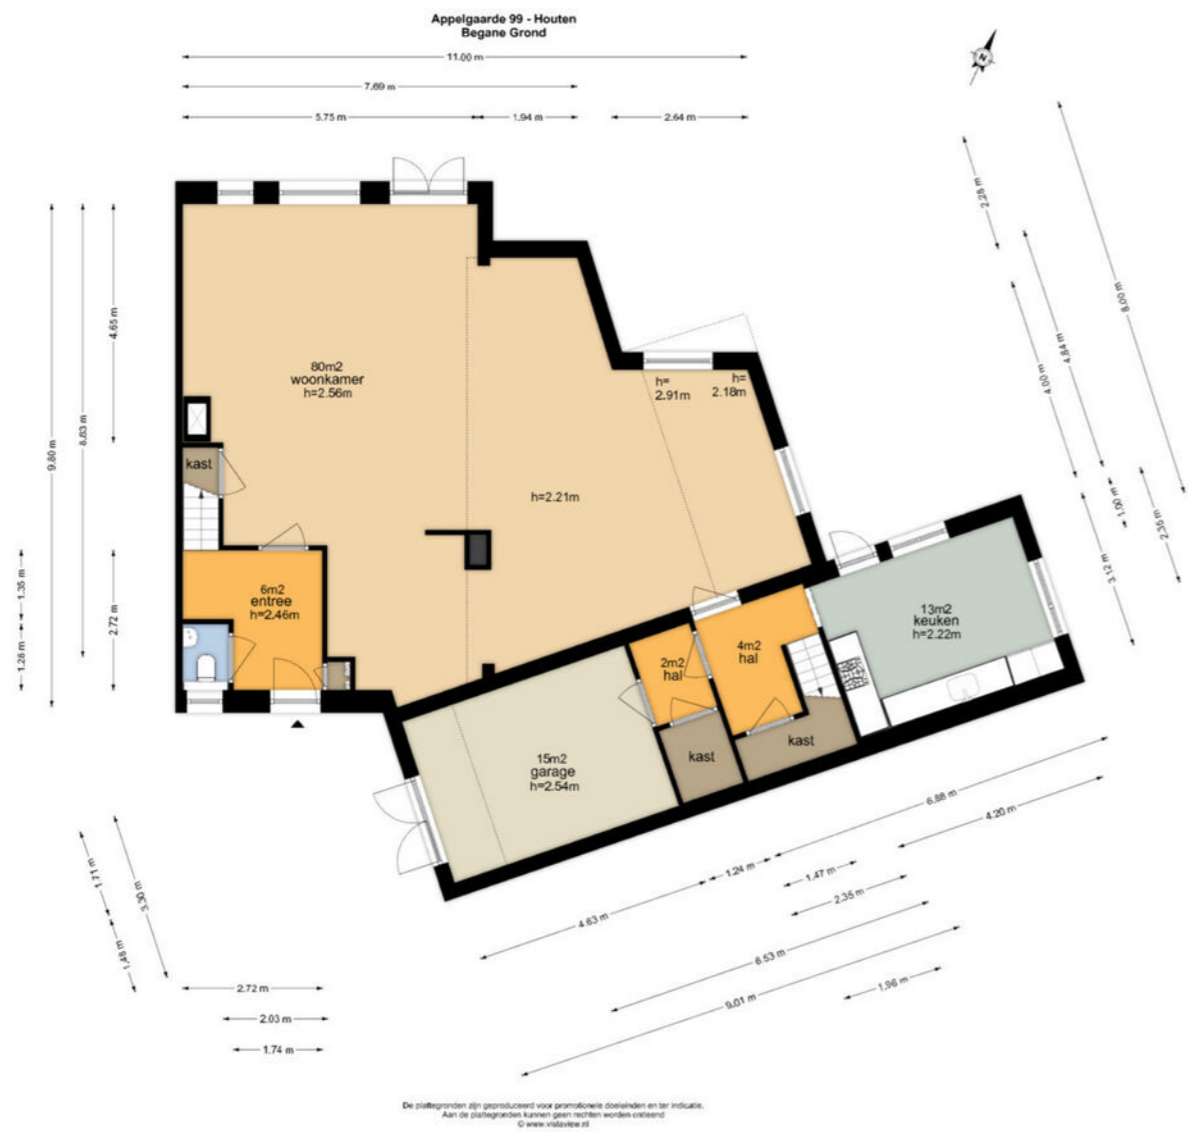 Appelgaarde 99 - Houten
Begane Grond
11.00 m
7.69 m
5.75 m
1.94 m
2.64 m
N
2.28 m
8.00 m
4.84 m
4.00 m
1.90 m
2.36 m
3.12 m
4.65 m
8.83 m
9.80 m
1.35 m
2.72 m
1.28 m
80m2
woonkamer
h=2.56m
h=
2.91m
h=
2.18m
kast
h=2.21m
6m2
entree
h=2.46m
13m2
keuken
h=2.22m
4m2
hal
2m2
hal
kast
kast
15m2
garage
h=2.54m
6.88 m
4.20 m
1.24 m
1.47 m
2.35 m
4.63 m
6.53 m
9.01 m
1.96 m
1.71 m
3.30 m
1.48 m
2.72 m
2.03 m
1.74 m
De plattegronden zijn geproduceerd voor promotionele doeleinden en ter indicatie.
Aan de plattegronden kunnen geen rechten worden ontleend
© www.vistaview.nl